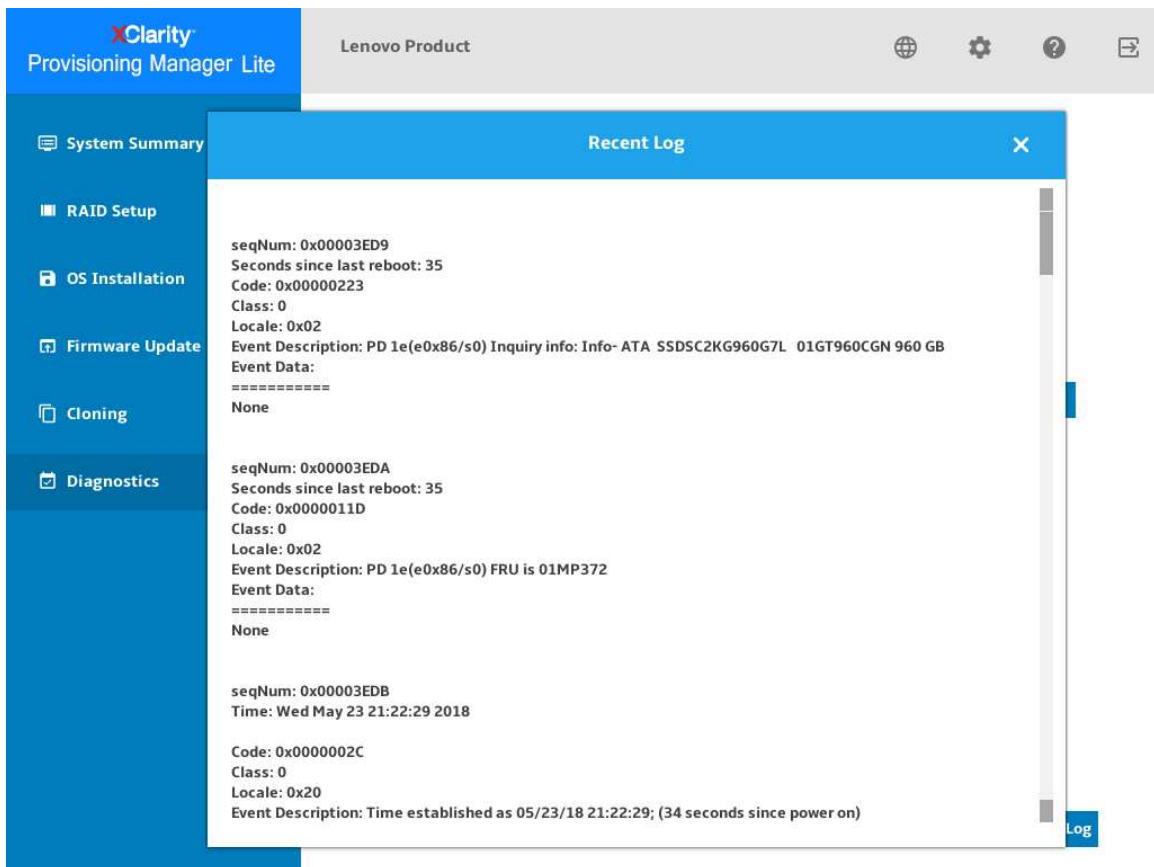 XClarity
Provisioning Manager Lite
Lenovo Product
System Summary
RAID Setup
OS Installation
Firmware Update
Cloning
Diagnostics
Recent Log
seqNum: 0x00003ED9
Seconds since last reboot: 35
Code: 0x00000223
Class: 0
Locale: 0x02
Event Description: PD 1e(e0x86/s0) Inquiry info: Info- ATA SSDSC2KG960G7L 01GT960CGN 960 GB
Event Data:
===========
None
seqNum: 0x00003EDA
Seconds since last reboot: 35
Code: 0x0000011D
Class: 0
Locale: 0x02
Event Description: PD 1e(e0x86/s0) FRU is 01MP372
Event Data:
===========
None
seqNum: 0x00003EDB
Time: Wed May 23 21:22:29 2018
Code: 0x0000002C
Class: 0
Locale: 0x20
Event Description: Time established as 05/23/18 21:22:29; (34 seconds since power on)
Log